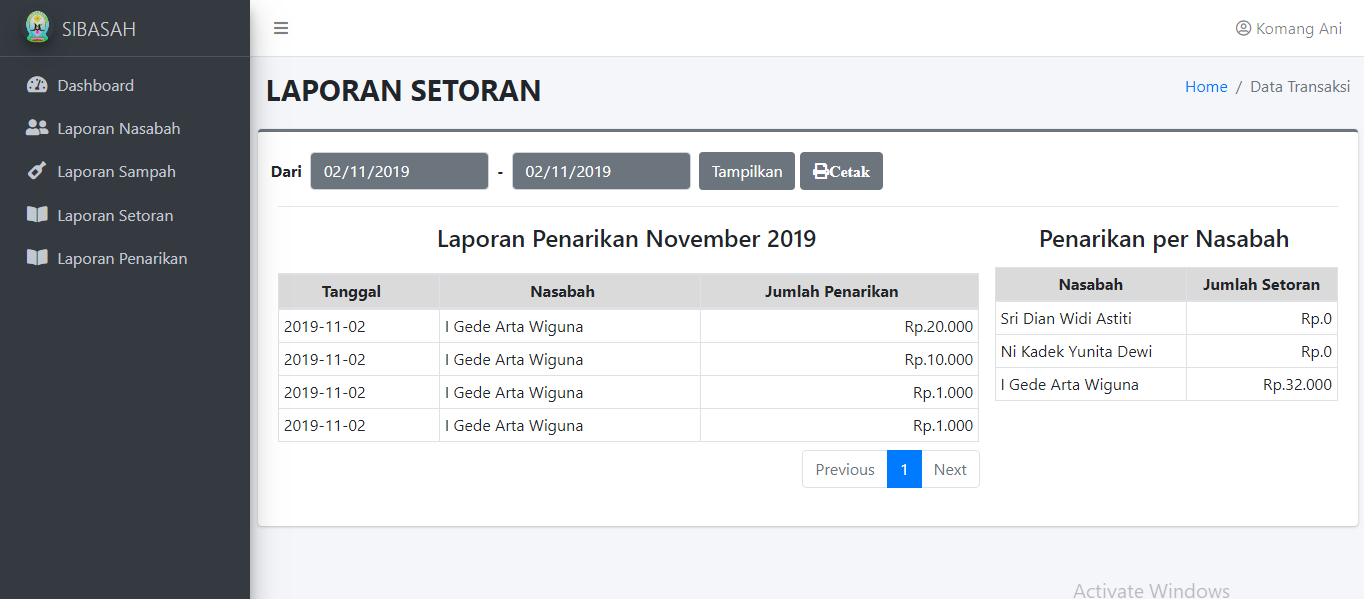 SIBASAH
Komang Ani
Dashboard
Laporan Nasabah
Laporan Sampah
Laporan Setoran
Laporan Penarikan
LAPORAN SETORAN
Home / Data Transaksi
Dari 02/11/2019 - 02/11/2019 Tampilkan Cetak
Laporan Penarikan November 2019
Tanggal Nasabah Jumlah Penarikan
2019-11-02 I Gede Arta Wiguna Rp.20.000
2019-11-02 I Gede Arta Wiguna Rp.10.000
2019-11-02 I Gede Arta Wiguna Rp.1.000
2019-11-02 I Gede Arta Wiguna Rp.1.000
Previous 1 Next
Penarikan per Nasabah
Nasabah Jumlah Setoran
Sri Dian Widi Astiti Rp.0
Ni Kadek Yunita Dewi Rp.0
I Gede Arta Wiguna Rp.32.000
Activate Windows